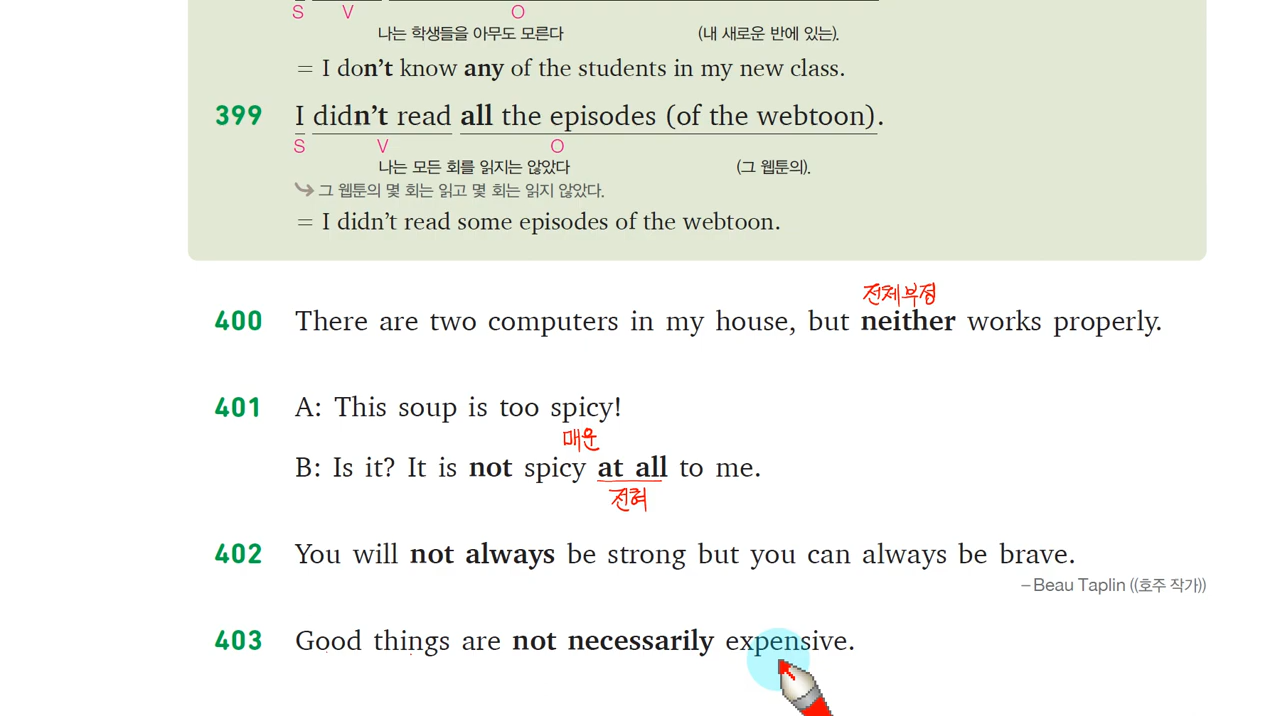 S V O
나는 학생들을 아무도 모른다 (내 새로운 반에 있는).
= I don't know any of the students in my new class.
399 I didn't read all the episodes (of the webtoon).
S V O
나는 모든 회를 읽지는 않았다 (그 웹툰의).
↳ 그 웹툰의 몇 회는 읽고 몇 회는 읽지 않았다.
= I didn't read some episodes of the webtoon.
전체부정
400 There are two computers in my house, but neither works properly.
401 A: This soup is too spicy!
매운
B: Is it? It is not spicy at all to me.
전혀
402 You will not always be strong but you can always be brave.
– Beau Taplin ((호주 작가))
403 Good things are not necessarily expensive.